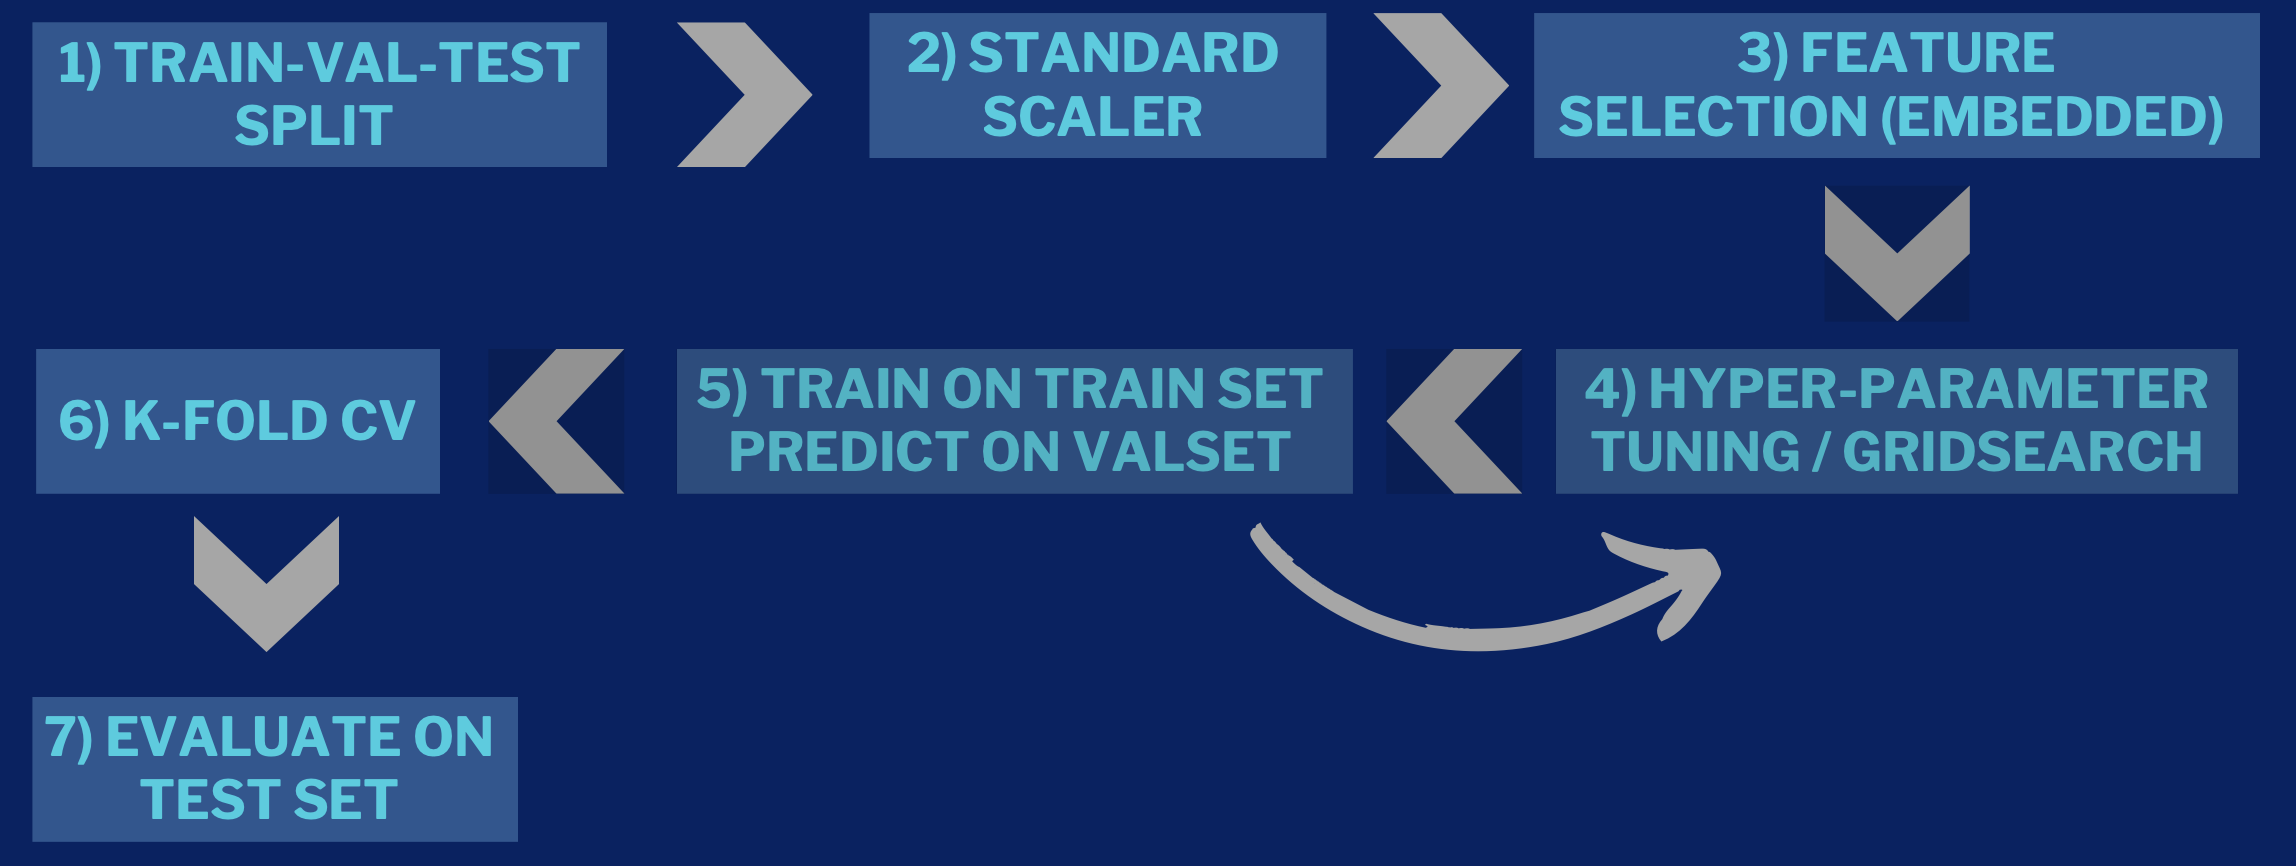 1) TRAIN-VAL-TEST
SPLIT
2) STANDARD
SCALER
3) FEATURE
SELECTION (EMBEDDED)
4) HYPER-PARAMETER
TUNING / GRIDSEARCH
5) TRAIN ON TRAIN SET
PREDICT ON VALSET
6) K-FOLD CV
7) EVALUATE ON
TEST SET